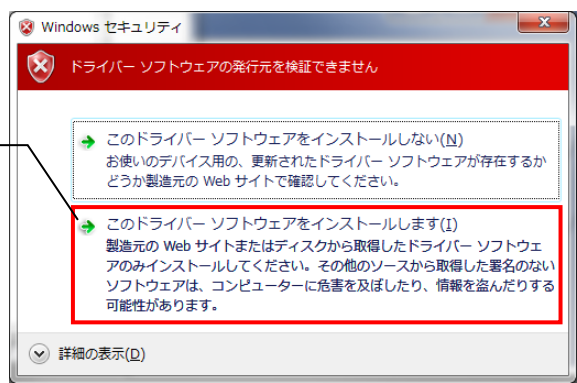 Windows セキュリティ
ドライバー ソフトウェアの発行元を検証できません
このドライバー ソフトウェアをインストールしない(N)
お使いのデバイス用の、更新されたドライバー ソフトウェアが存在するか
どうか製造元の Web サイトで確認してください。
このドライバー ソフトウェアをインストールします(I)
製造元の Web サイトまたはディスクから取得したドライバー ソフトウェ
アのみインストールしてください。その他のソースから取得した署名のない
ソフトウェアは、コンピューターに危害を及ぼしたり、情報を盗んだりする
可能性があります。
詳細の表示(D)